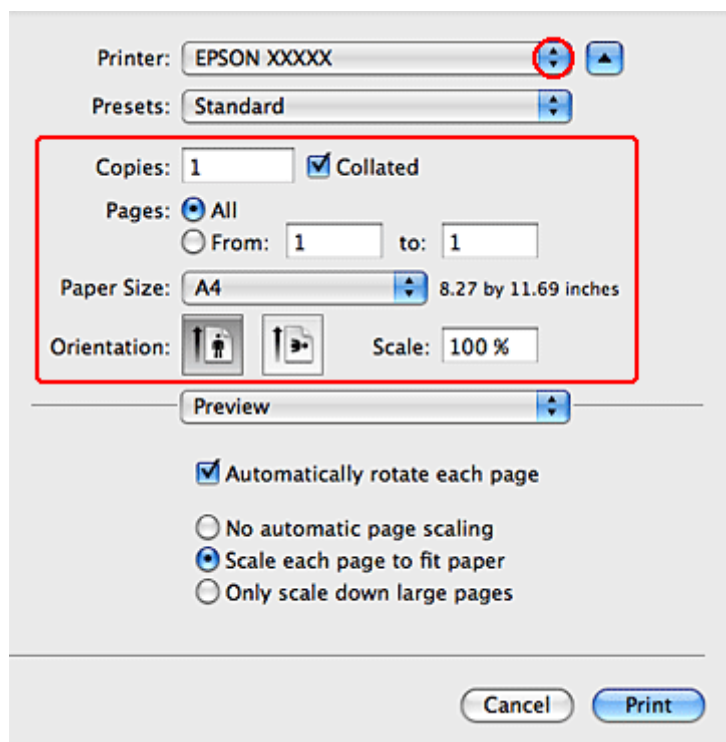 Printer: EPSON XXXXX
Presets: Standard
Copies: 1 Collated
Pages: All
From: 1 to: 1
Paper Size: A4 8.27 by 11.69 inches
Orientation: Scale: 100 %
Preview
Automatically rotate each page
No automatic page scaling
Scale each page to fit paper
Only scale down large pages
Cancel Print